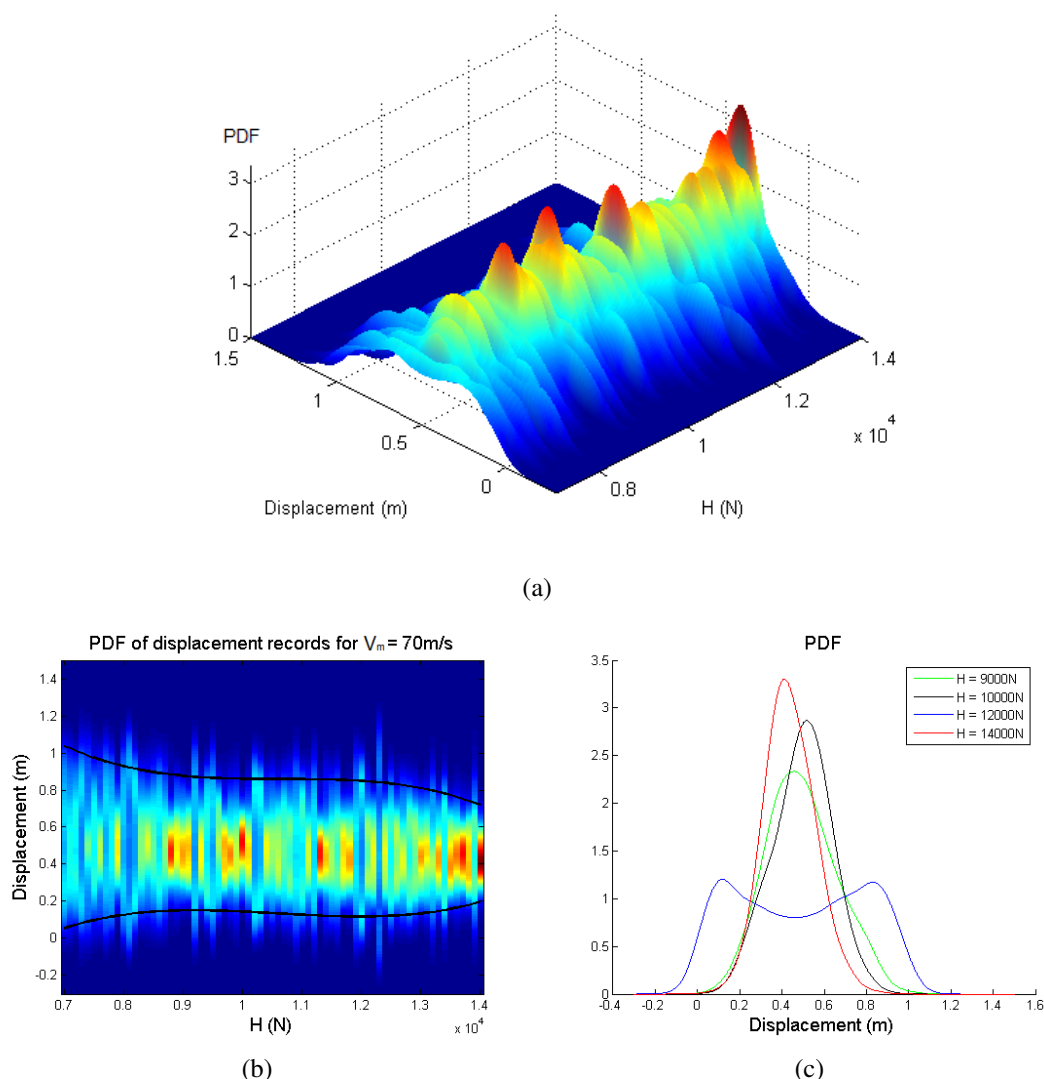 PDF
3
2
1
0
1.5
1
0.5
0
Displacement (m)
1.4
1.2
1
0.8
x 10^4
H (N)
(a)
PDF of displacement records for Vm = 70m/s
1.4
1.2
1
0.8
0.6
0.4
0.2
0
-0.2
Displacement (m)
0.7 0.8 0.9 1 1.1 1.2 1.3 1.4
H (N)
x 10^4
(b)
PDF
3.5
3
2.5
2
1.5
1
0.5
0
-0.4 -0.2 0 0.2 0.4 0.6 0.8 1 1.2 1.4 1.6
Displacement (m)
H = 9000N
H = 10000N
H = 12000N
H = 14000N
(c)